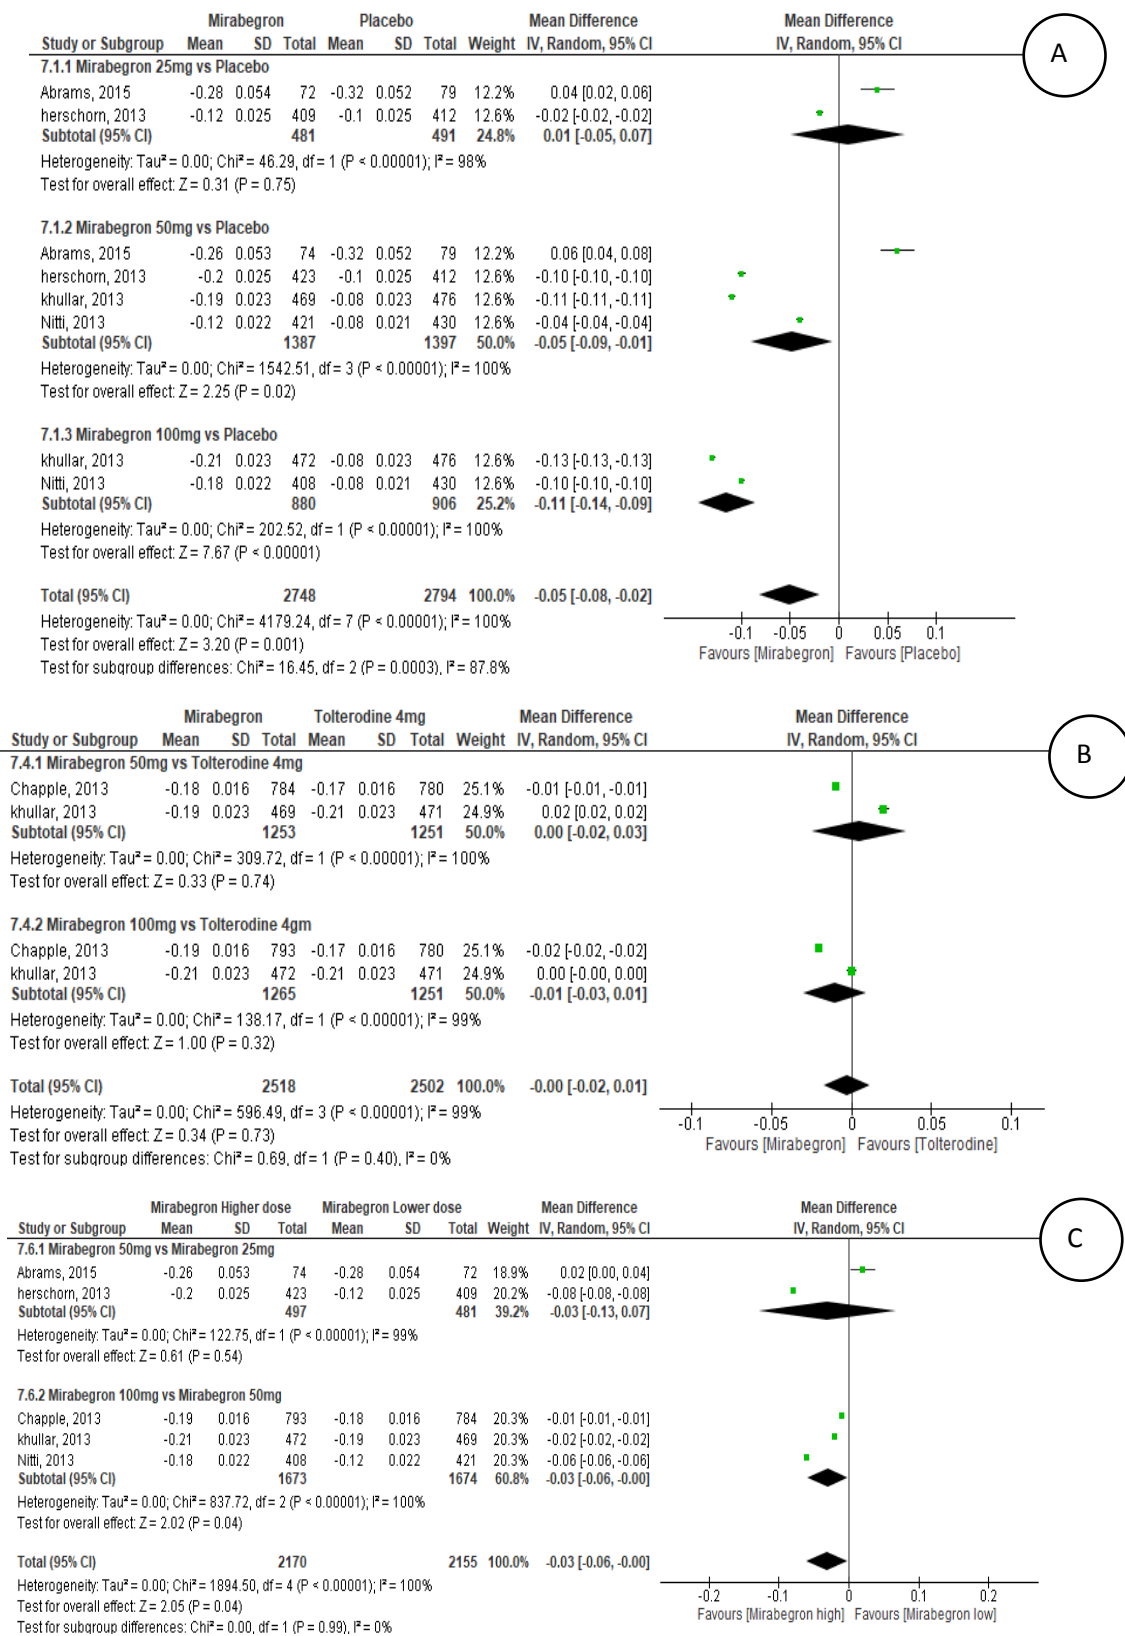 Mirabegron Placebo Mean Difference Mean Difference
Study or Subgroup Mean SD Total Mean SD Total Weight IV, Random, 95% CI IV, Random, 95% CI
A
7.1.1 Mirabegron 25mg vs Placebo
Abrams, 2015 -0.28 0.054 72 -0.32 0.052 79 12.2% 0.04 [0.02, 0.06]
herschorn, 2013 -0.12 0.025 409 -0.1 0.025 412 12.6% -0.02 [-0.02, -0.02]
Subtotal (95% CI) 481 491 24.8% 0.01 [-0.05, 0.07]
Heterogeneity: Tau² = 0.00; Chi² = 46.29, df = 1 (P < 0.00001); I² = 98%
Test for overall effect: Z = 0.31 (P = 0.75)
7.1.2 Mirabegron 50mg vs Placebo
Abrams, 2015 -0.26 0.053 74 -0.32 0.052 79 12.2% 0.06 [0.04, 0.08]
herschorn, 2013 -0.2 0.025 423 -0.1 0.025 412 12.6% -0.10 [-0.10, -0.10]
khullar, 2013 -0.19 0.023 469 -0.08 0.023 476 12.6% -0.11 [-0.11, -0.11]
Nitti, 2013 -0.12 0.022 421 -0.08 0.021 430 12.6% -0.04 [-0.04, -0.04]
Subtotal (95% CI) 1387 1397 50.0% -0.05 [-0.09, -0.01]
Heterogeneity: Tau² = 0.00; Chi² = 1542.51, df = 3 (P < 0.00001); I² = 100%
Test for overall effect: Z = 2.25 (P = 0.02)
7.1.3 Mirabegron 100mg vs Placebo
khullar, 2013 -0.21 0.023 472 -0.08 0.023 476 12.6% -0.13 [-0.13, -0.13]
Nitti, 2013 -0.18 0.022 408 -0.08 0.021 430 12.6% -0.10 [-0.10, -0.10]
Subtotal (95% CI) 880 906 25.2% -0.11 [-0.14, -0.09]
Heterogeneity: Tau² = 0.00; Chi² = 202.52, df = 1 (P < 0.00001); I² = 100%
Test for overall effect: Z = 7.67 (P < 0.00001)
Total (95% CI) 2748 2794 100.0% -0.05 [-0.08, -0.02]
Heterogeneity: Tau² = 0.00; Chi² = 4179.24, df = 7 (P < 0.00001); I² = 100%
Test for overall effect: Z = 3.20 (P = 0.001)
Test for subgroup differences: Chi² = 16.45, df = 2 (P = 0.0003), I² = 87.8%
-0.1 -0.05 0 0.05 0.1
Favours [Mirabegron] Favours [Placebo]
Mirabegron Tolterodine 4mg Mean Difference Mean Difference
Study or Subgroup Mean SD Total Mean SD Total Weight IV, Random, 95% CI IV, Random, 95% CI
B
7.4.1 Mirabegron 50mg vs Tolterodine 4mg
Chapple, 2013 -0.18 0.016 784 -0.17 0.016 780 25.1% -0.01 [-0.01, -0.01]
khullar, 2013 -0.19 0.023 469 -0.21 0.023 471 24.9% 0.02 [0.02, 0.02]
Subtotal (95% CI) 1253 1251 50.0% 0.00 [-0.02, 0.03]
Heterogeneity: Tau² = 0.00; Chi² = 309.72, df = 1 (P < 0.00001); I² = 100%
Test for overall effect: Z = 0.33 (P = 0.74)
7.4.2 Mirabegron 100mg vs Tolterodine 4gm
Chapple, 2013 -0.19 0.016 793 -0.17 0.016 780 25.1% -0.02 [-0.02, -0.02]
khullar, 2013 -0.21 0.023 472 -0.21 0.023 471 24.9% 0.00 [-0.00, 0.00]
Subtotal (95% CI) 1265 1251 50.0% -0.01 [-0.03, 0.01]
Heterogeneity: Tau² = 0.00; Chi² = 138.17, df = 1 (P < 0.00001); I² = 99%
Test for overall effect: Z = 1.00 (P = 0.32)
Total (95% CI) 2518 2502 100.0% -0.00 [-0.02, 0.01]
Heterogeneity: Tau² = 0.00; Chi² = 596.49, df = 3 (P < 0.00001); I² = 99%
Test for overall effect: Z = 0.34 (P = 0.73)
Test for subgroup differences: Chi² = 0.69, df = 1 (P = 0.40), I² = 0%
-0.1 -0.05 0 0.05 0.1
Favours [Mirabegron] Favours [Tolterodine]
Mirabegron Higher dose Mirabegron Lower dose Mean Difference Mean Difference
Study or Subgroup Mean SD Total Mean SD Total Weight IV, Random, 95% CI IV, Random, 95% CI
C
7.6.1 Mirabegron 50mg vs Mirabegron 25mg
Abrams, 2015 -0.26 0.053 74 -0.28 0.054 72 18.9% 0.02 [0.00, 0.04]
herschorn, 2013 -0.2 0.025 423 -0.12 0.025 409 20.2% -0.08 [-0.08, -0.08]
Subtotal (95% CI) 497 481 39.2% -0.03 [-0.13, 0.07]
Heterogeneity: Tau² = 0.00; Chi² = 122.75, df = 1 (P < 0.00001); I² = 99%
Test for overall effect: Z = 0.61 (P = 0.54)
7.6.2 Mirabegron 100mg vs Mirabegron 50mg
Chapple, 2013 -0.19 0.016 793 -0.18 0.016 784 20.3% -0.01 [-0.01, -0.01]
khullar, 2013 -0.21 0.023 472 -0.19 0.023 469 20.3% -0.02 [-0.02, -0.02]
Nitti, 2013 -0.18 0.022 408 -0.12 0.022 421 20.3% -0.06 [-0.06, -0.06]
Subtotal (95% CI) 1673 1674 60.8% -0.03 [-0.06, -0.00]
Heterogeneity: Tau² = 0.00; Chi² = 837.72, df = 2 (P < 0.00001); I² = 100%
Test for overall effect: Z = 2.02 (P = 0.04)
Total (95% CI) 2170 2155 100.0% -0.03 [-0.06, -0.00]
Heterogeneity: Tau² = 0.00; Chi² = 1894.50, df = 4 (P < 0.00001); I² = 100%
Test for overall effect: Z = 2.05 (P = 0.04)
Test for subgroup differences: Chi² = 0.00, df = 1 (P = 0.99), I² = 0%
-0.2 -0.1 0 0.1 0.2
Favours [Mirabegron high] Favours [Mirabegron low]